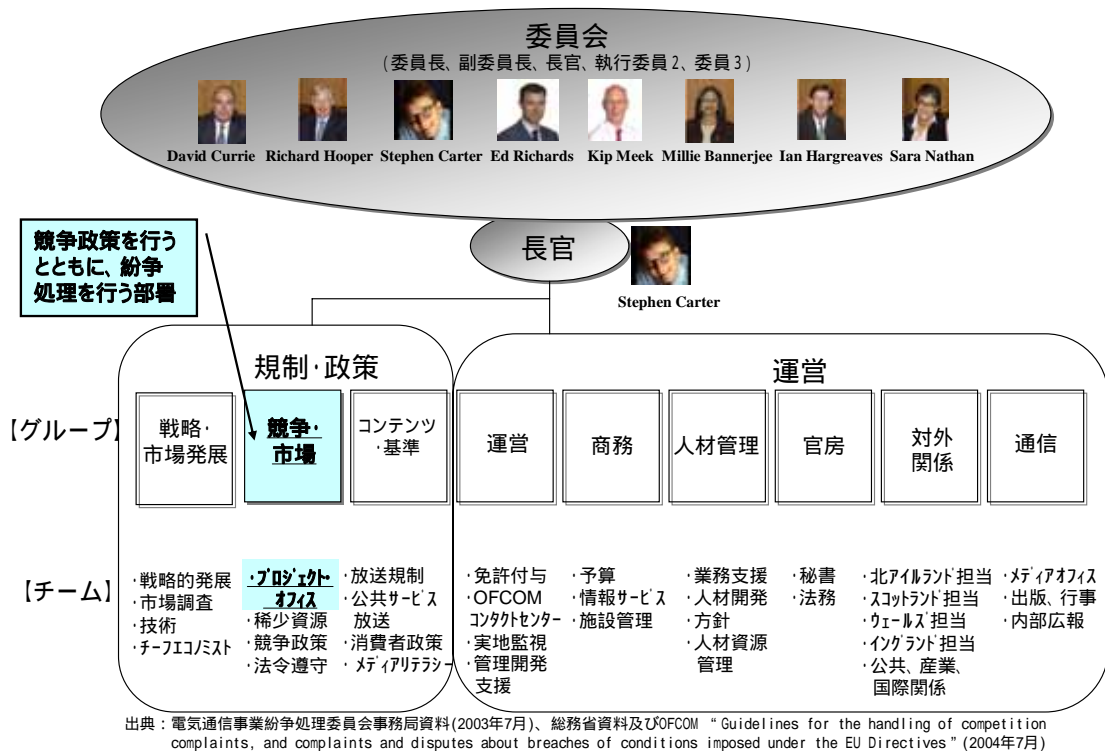 委員会
(委員長、副委員長、長官、執行委員2、委員3)
David Currie Richard Hooper Stephen Carter Ed Richards Kip Meek Millie Bannerjee Ian Hargreaves Sara Nathan
競争政策を行う
とともに、紛争
処理を行う部署
長官
Stephen Carter
規制・政策
運営
【グループ】
戦略・
市場発展
競争・
市場
コンテンツ
・基準
運営
商務
人材管理
官房
対外
関係
通信
【チーム】
・戦略的発展
・市場調査
・技術
・チーフエコノミスト
・プロジェクト・
オフィス
・稀少資源
・競争政策
・法令遵守
・放送規制
・公共サービス
放送
・消費者政策
・メディアリテラシー
・免許付与
・OFCOM
コンタクトセンター
・実地監視
・管理開発
支援
・予算
・情報サービス
・施設管理
・業務支援
・人材開発
・方針
・人材資源
管理
・秘書
・法務
・北アイルランド担当
・スコットランド担当
・ウェールズ担当
・イングランド担当
・公共、産業、
国際関係
・メディアオフィス
・出版、行事
・内部広報
出典：電気通信事業紛争処理委員会事務局資料(2003年7月)、総務省資料及びOFCOM “Guidelines for the handling of competition
complaints, and complaints and disputes about breaches of conditions imposed under the EU Directives”(2004年7月)